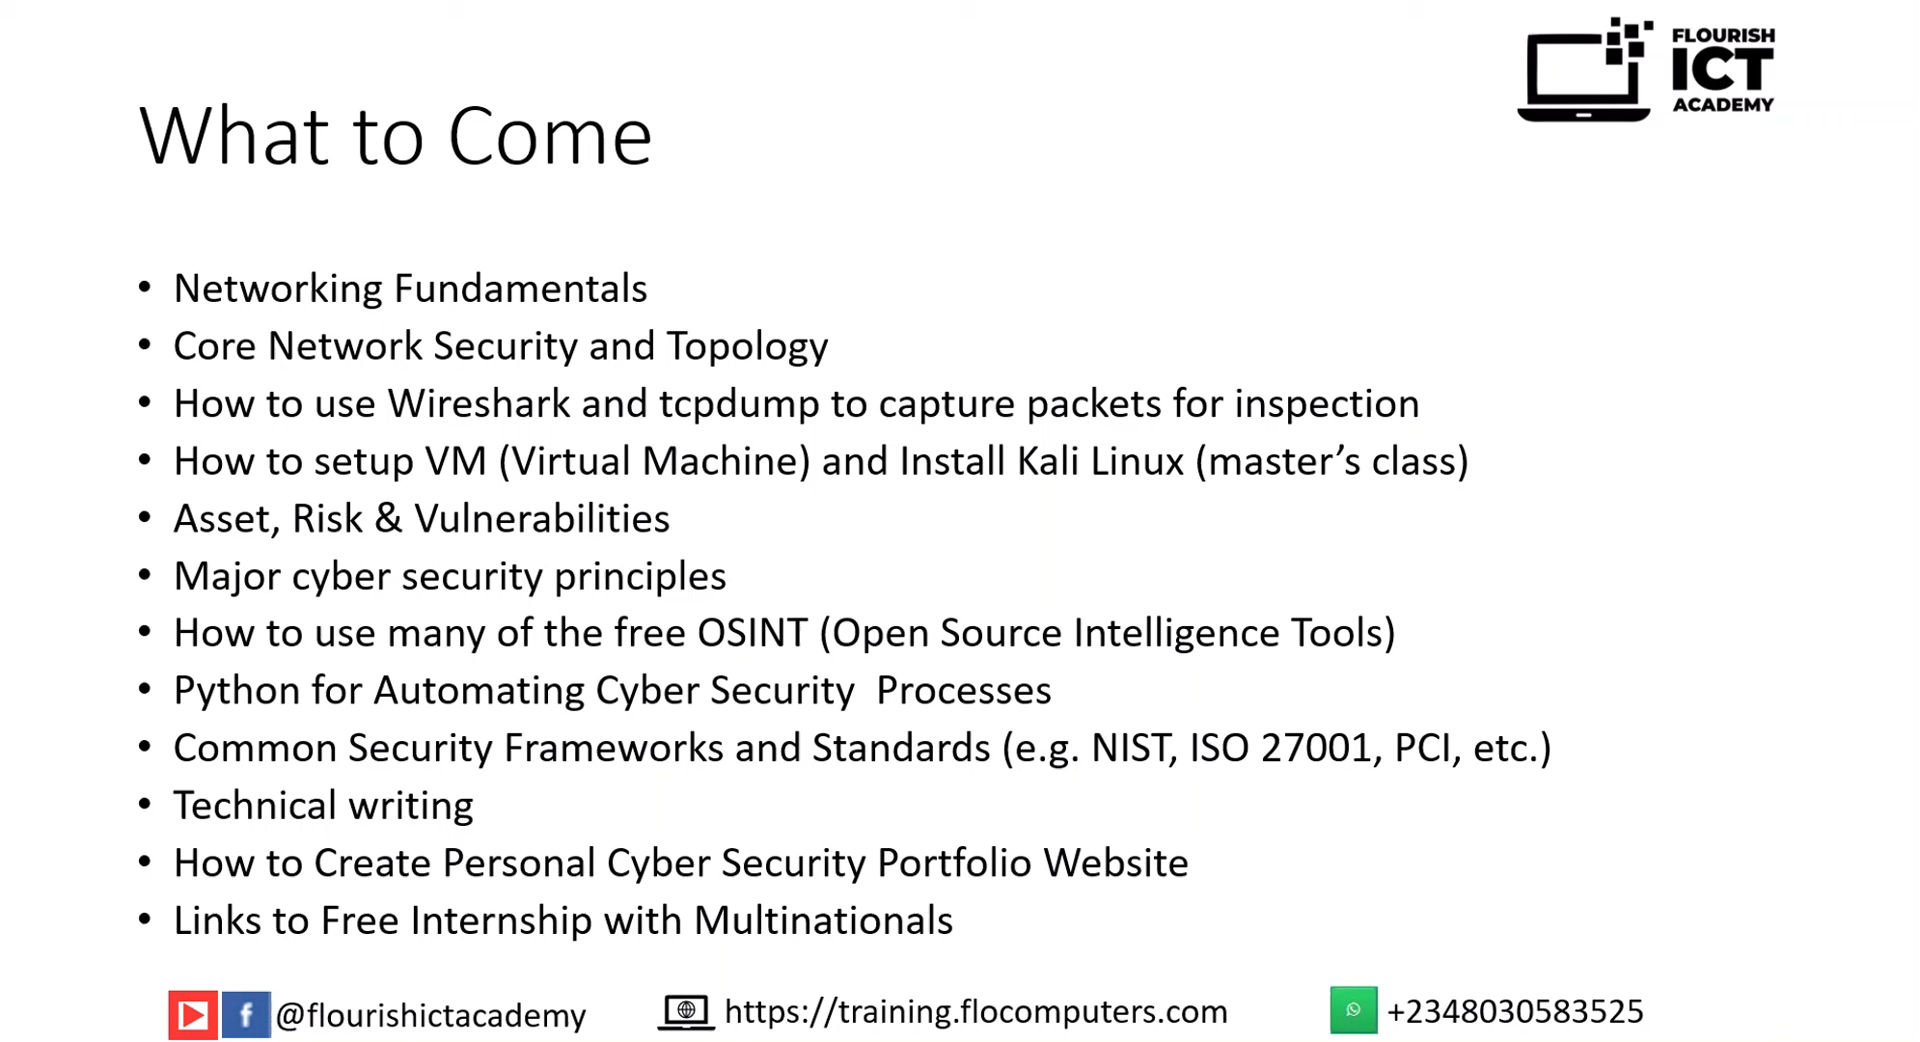 FLOURISH
ICT
ACADEMY
What to Come
• Networking Fundamentals
• Core Network Security and Topology
• How to use Wireshark and tcpdump to capture packets for inspection
• How to setup VM (Virtual Machine) and Install Kali Linux (master’s class)
• Asset, Risk & Vulnerabilities
• Major cyber security principles
• How to use many of the free OSINT (Open Source Intelligence Tools)
• Python for Automating Cyber Security  Processes
• Common Security Frameworks and Standards (e.g. NIST, ISO 27001, PCI, etc.)
• Technical writing
• How to Create Personal Cyber Security Portfolio Website
• Links to Free Internship with Multinationals
@flourishictacademy https://training.flocomputers.com +2348030583525